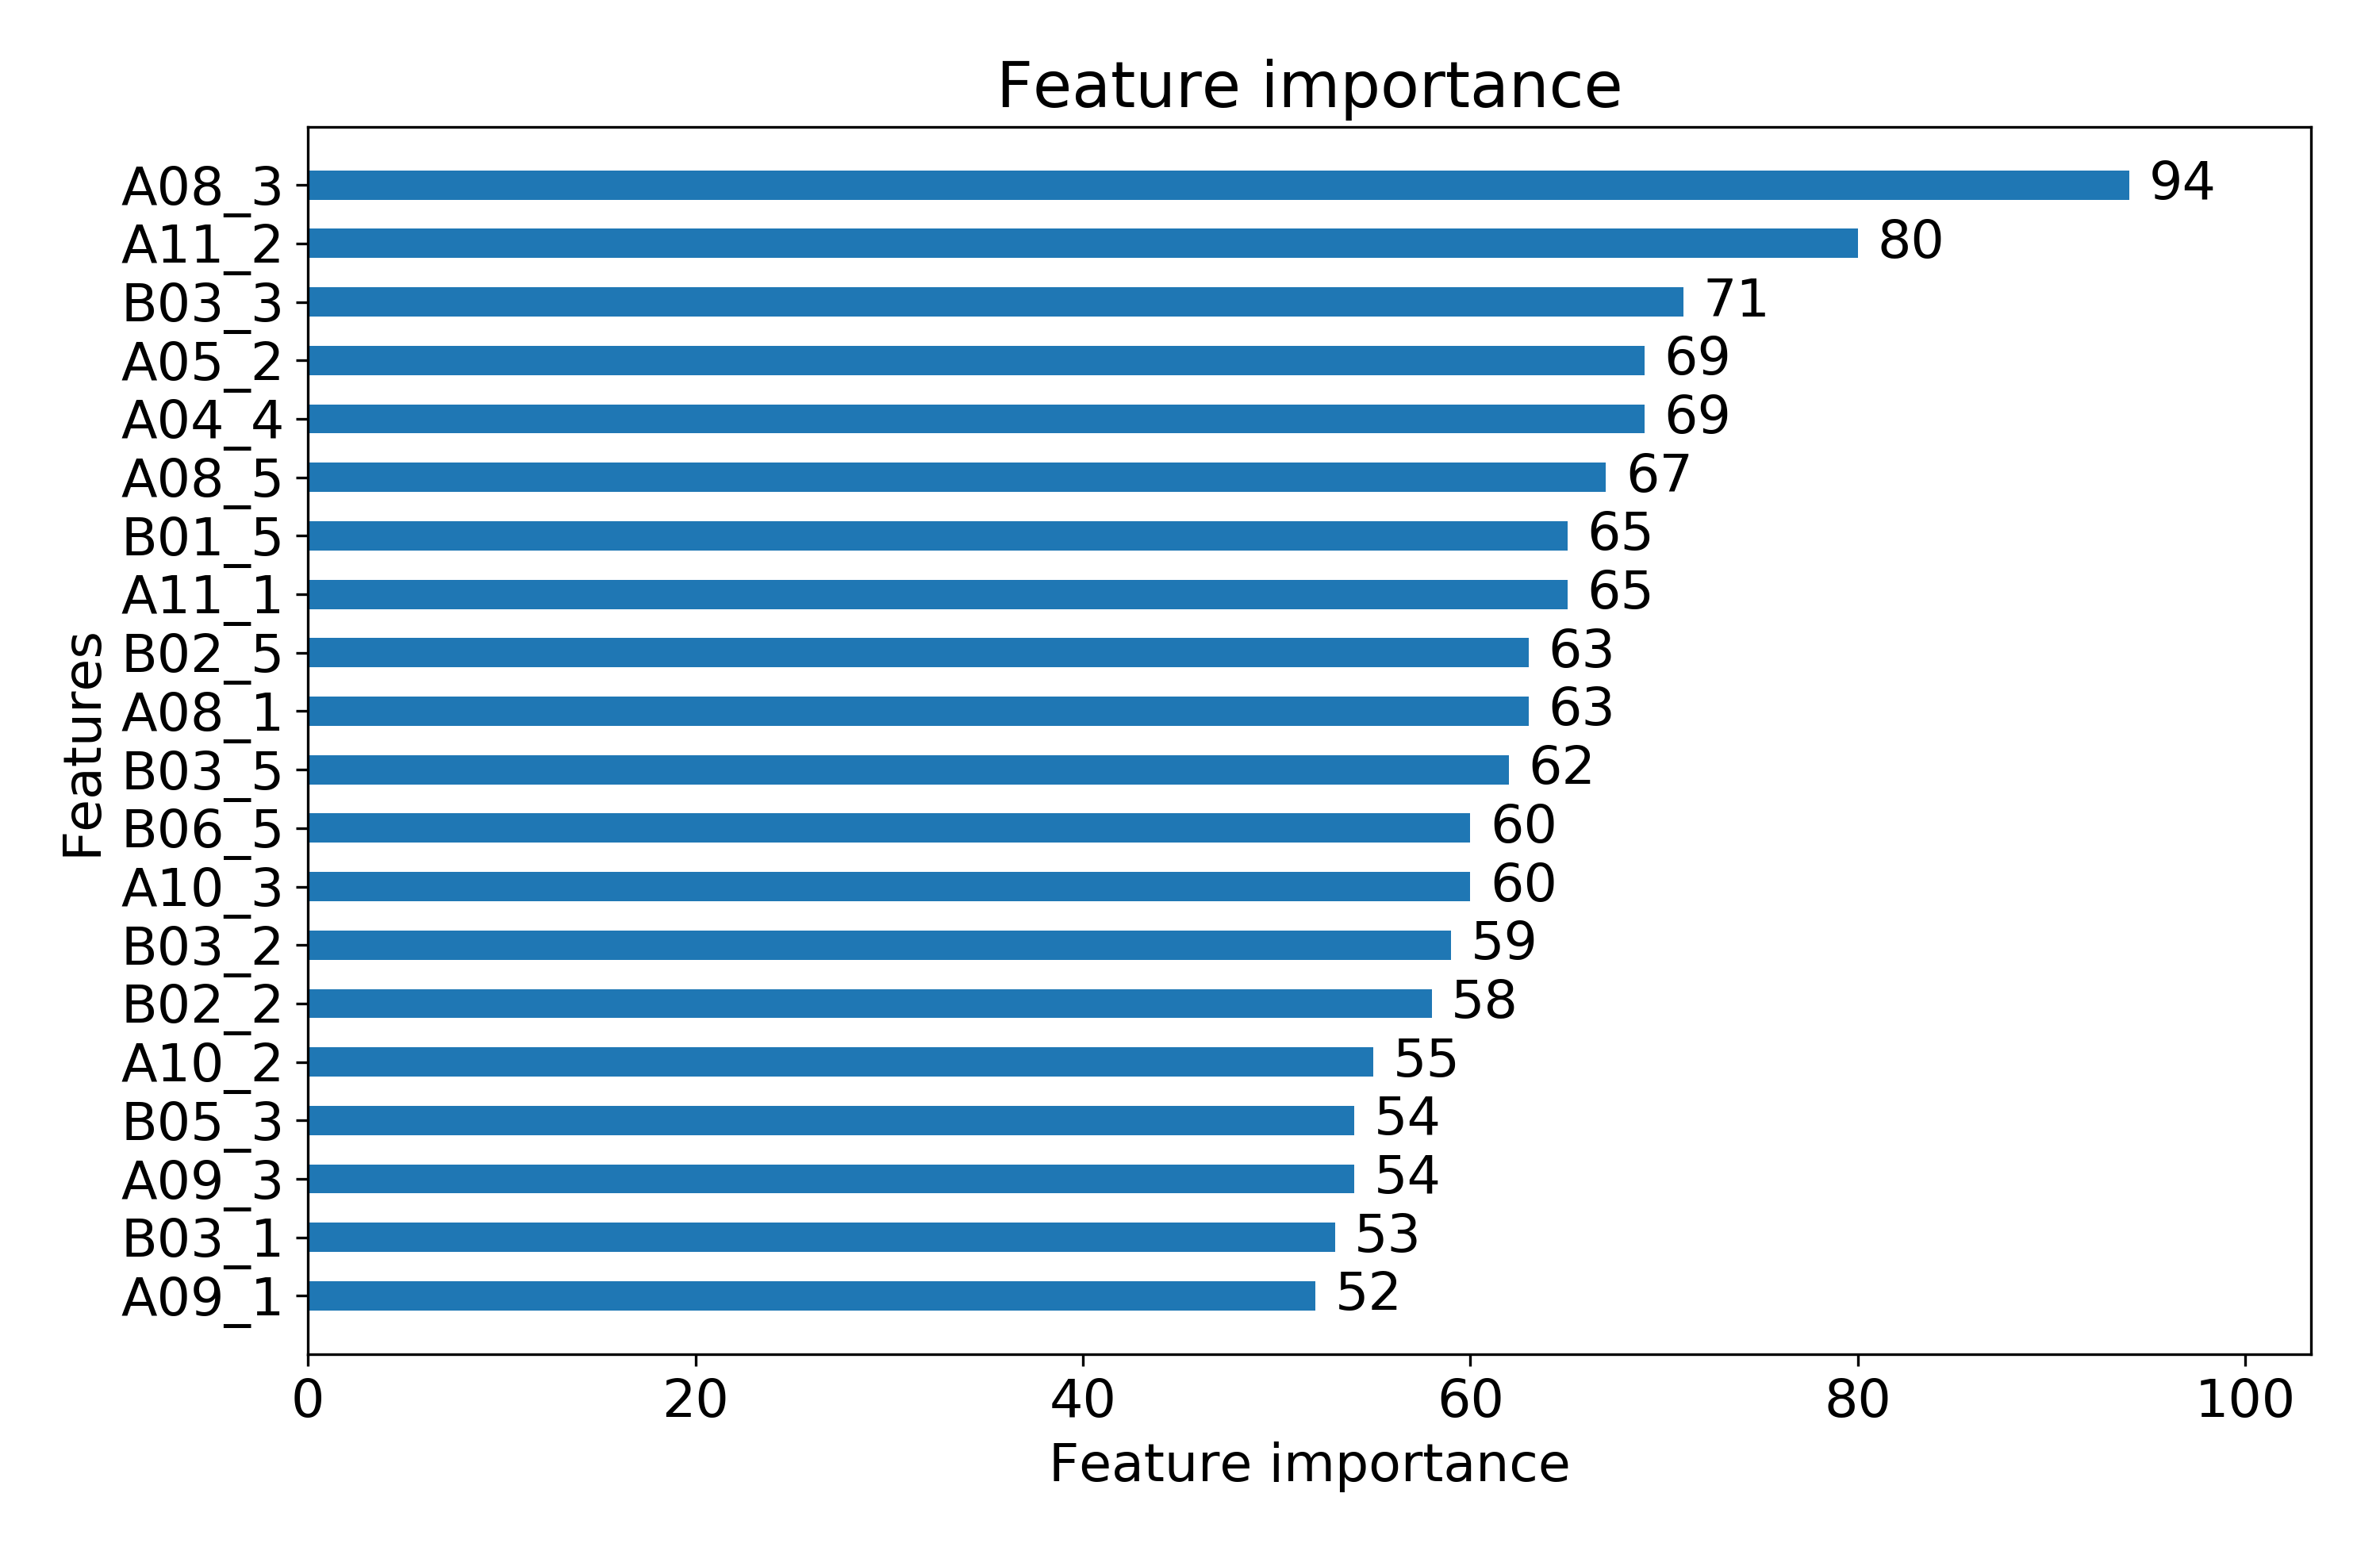 Feature importance
A08_3 94
A11_2 80
B03_3 71
A05_2 69
A04_4 69
A08_5 67
B01_5 65
A11_1 65
B02_5 63
A08_1 63
B03_5 62
B06_5 60
A10_3 60
B03_2 59
B02_2 58
A10_2 55
B05_3 54
A09_3 54
B03_1 53
A09_1 52
Features
0 20 40 60 80 100
Feature importance